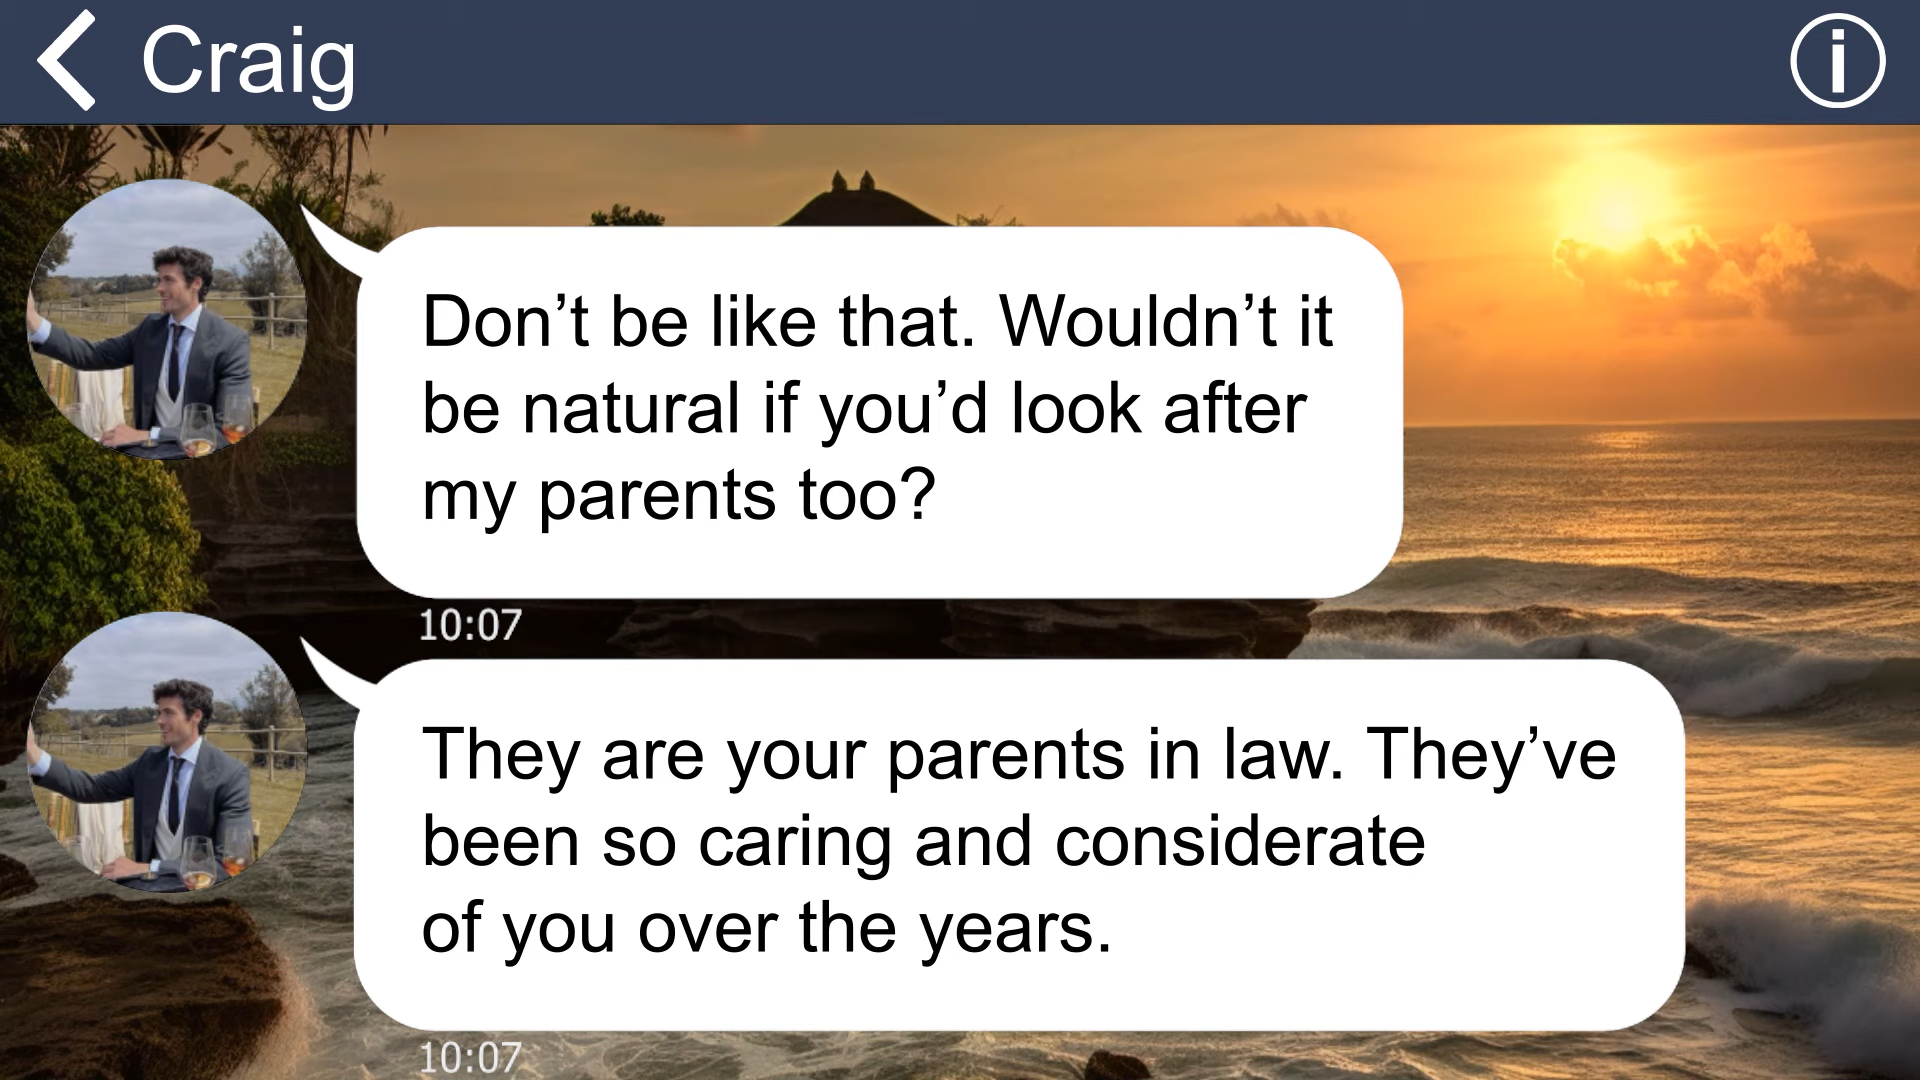 Craig
Don’t be like that. Wouldn’t it
be natural if you’d look after
my parents too?
10:07
They are your parents in law. They’ve
been so caring and considerate
of you over the years.
10:07